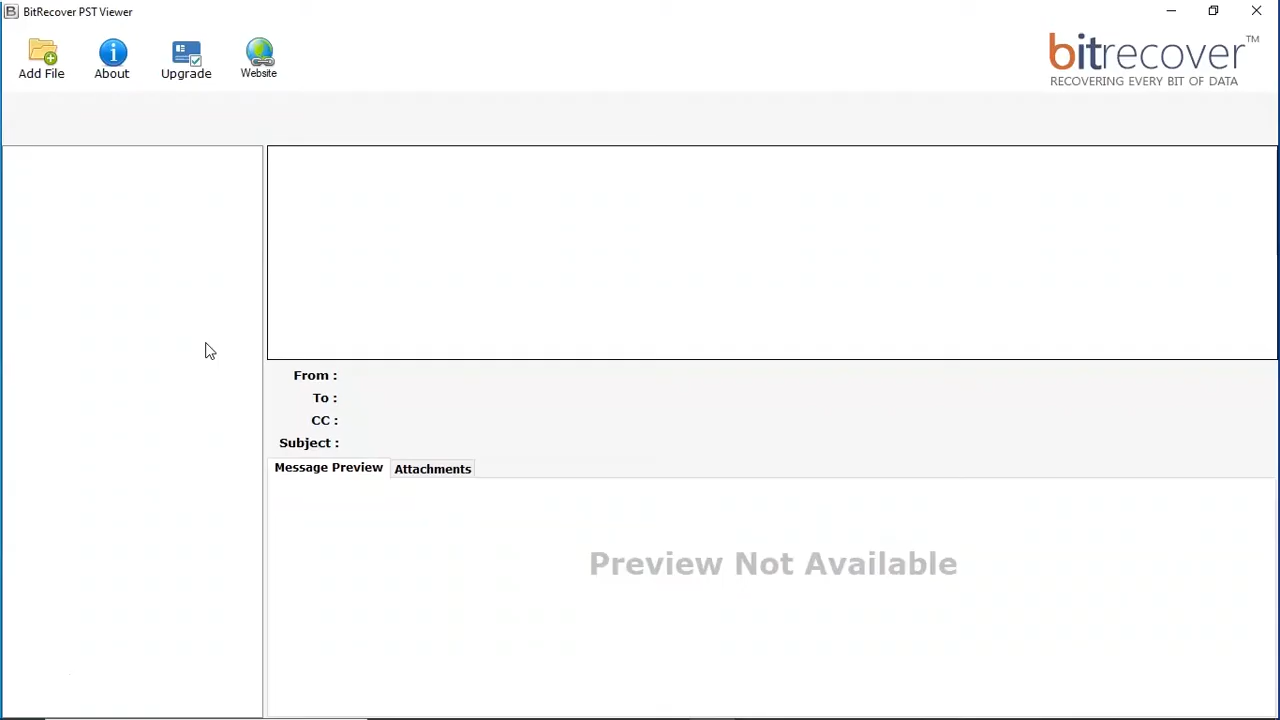 B BitRecover PST Viewer
Add File
About
Upgrade
Website
bitrecover™
RECOVERING EVERY BIT OF DATA
From :
To :
CC :
Subject :
Message Preview
Attachments
Preview Not Available